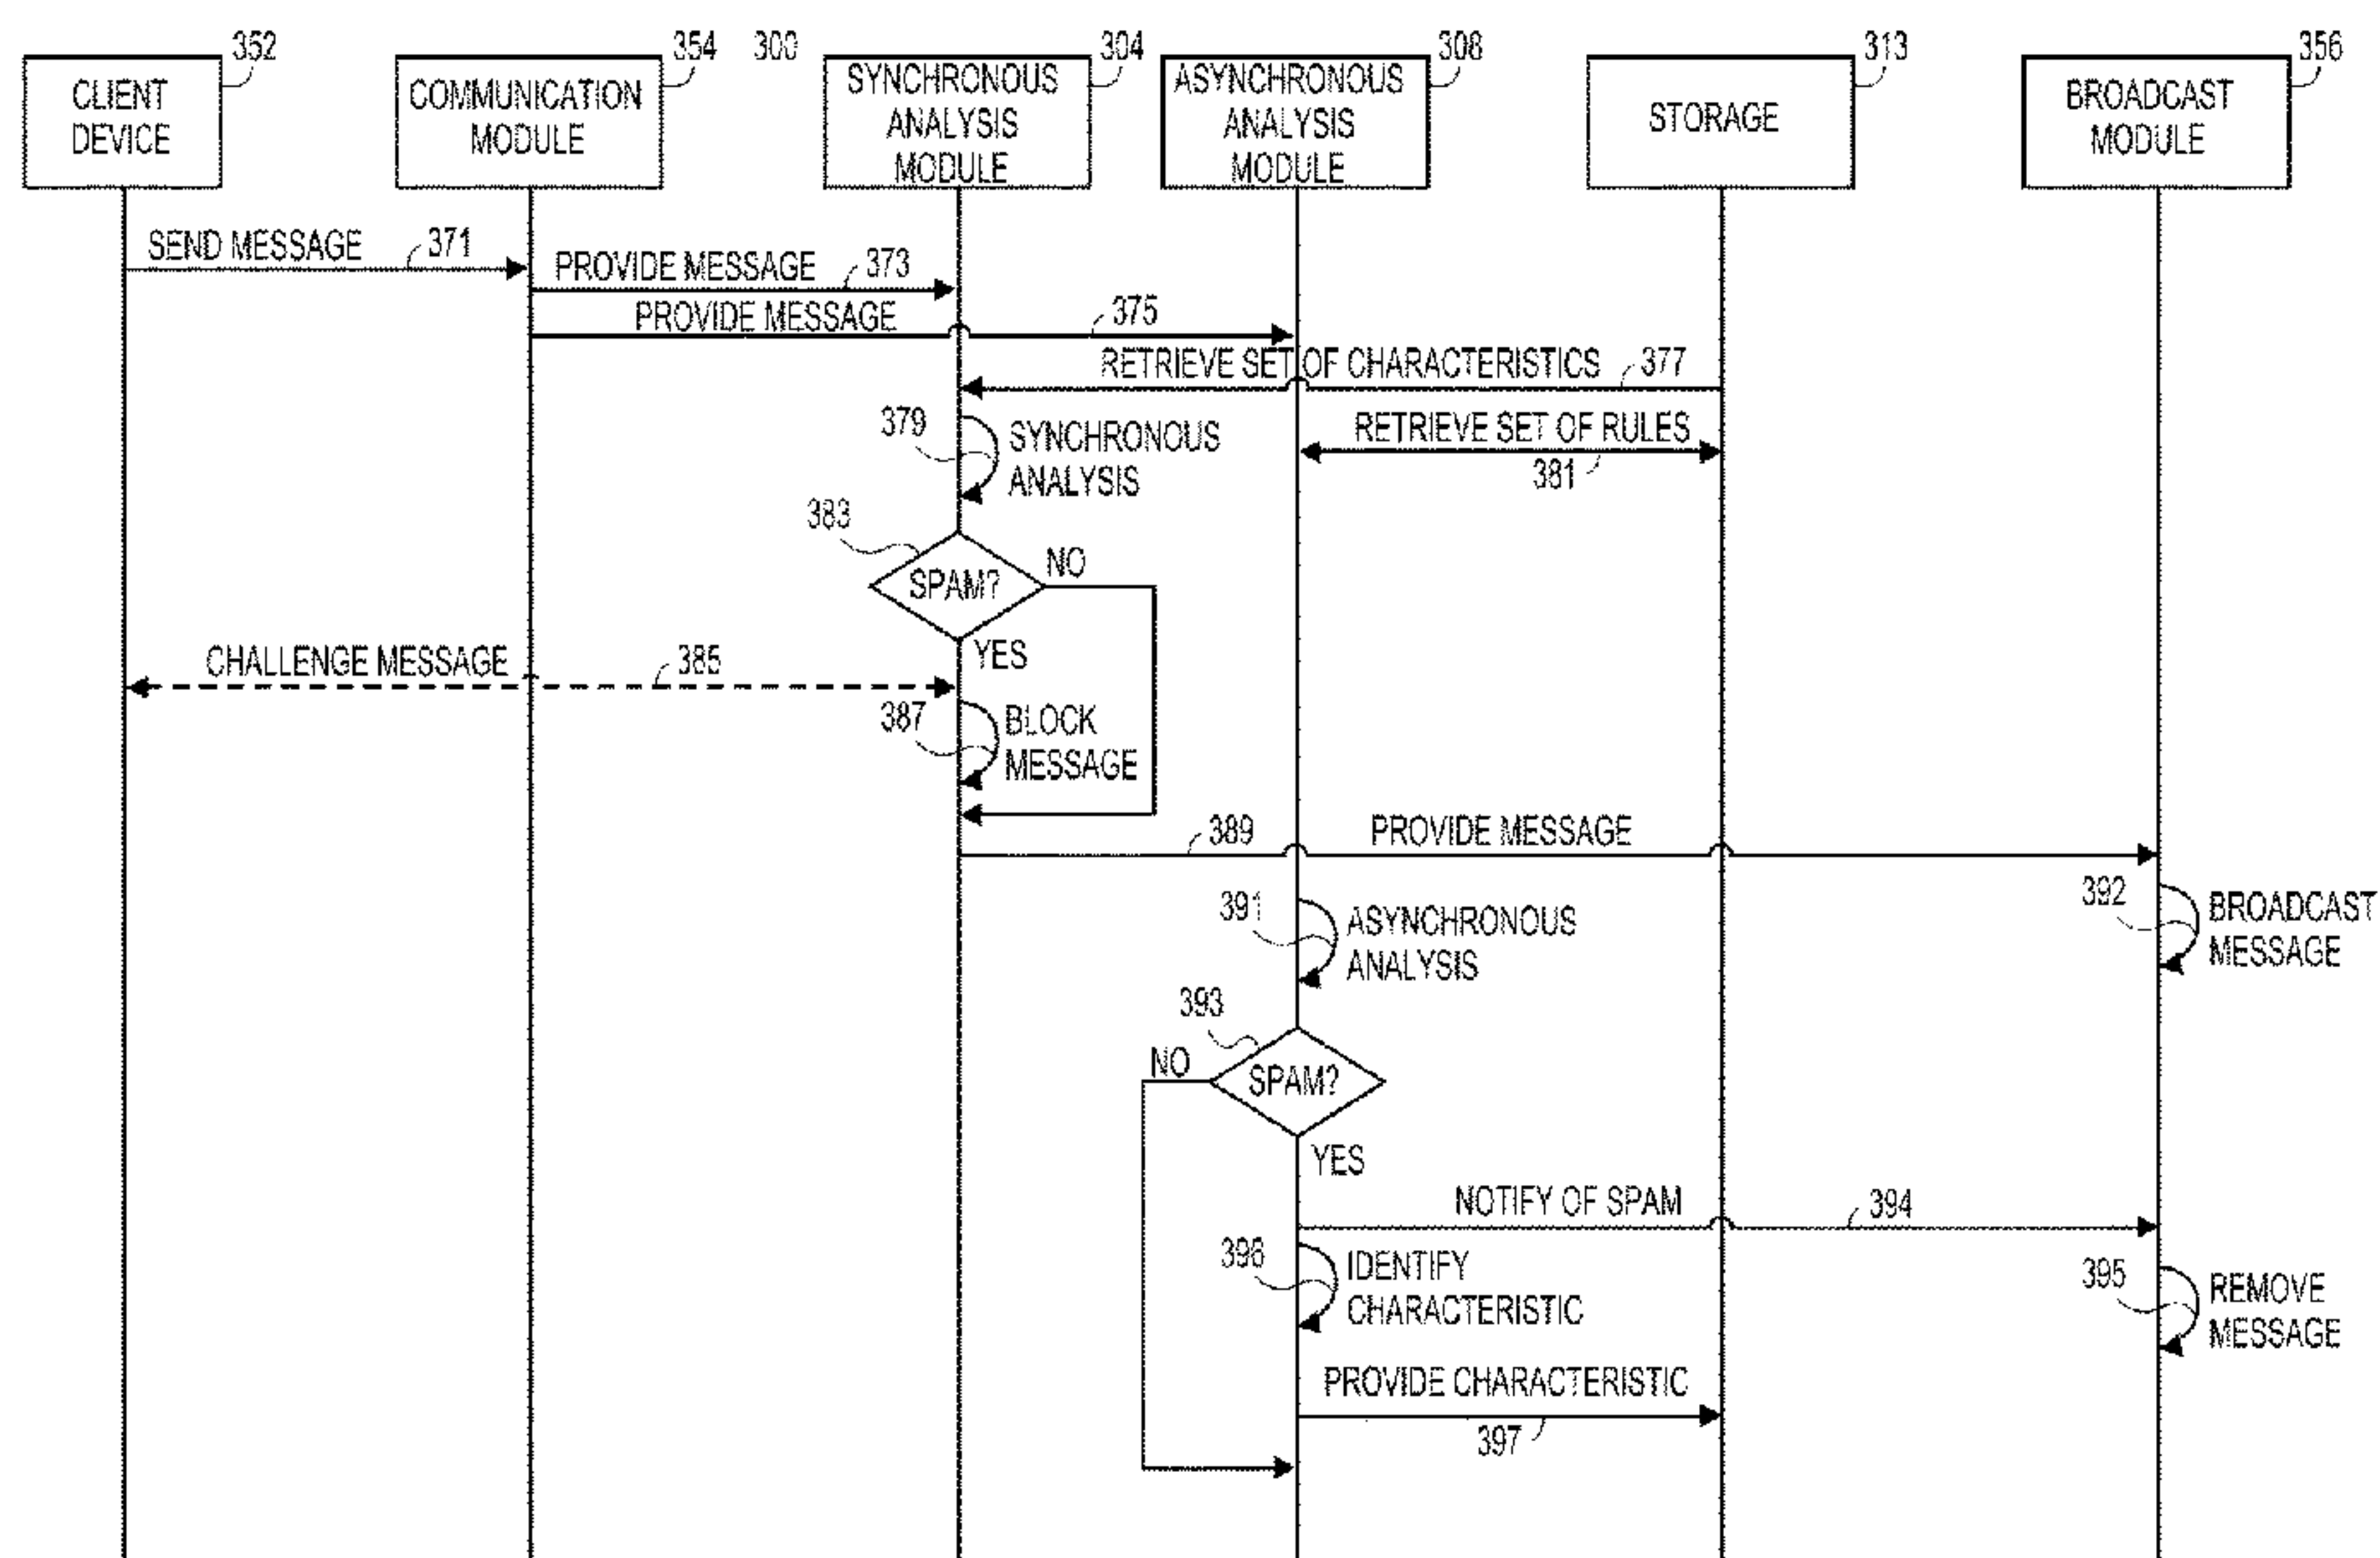 352
354
300
304
308
313
356
CLIENT
DEVICE
COMMUNICATION
MODULE
SYNCHRONOUS
ANALYSIS
MODULE
ASYNCHRONOUS
ANALYSIS
MODULE
STORAGE
BROADCAST
MODULE
SEND MESSAGE
371
PROVIDE MESSAGE
373
PROVIDE MESSAGE
375
RETRIEVE SET OF CHARACTERISTICS
377
379
SYNCHRONOUS
ANALYSIS
RETRIEVE SET OF RULES
381
383
SPAM?
NO
YES
CHALLENGE MESSAGE
385
387
BLOCK
MESSAGE
389
PROVIDE MESSAGE
391
ASYNCHRONOUS
ANALYSIS
392
BROADCAST
MESSAGE
393
NO
SPAM?
YES
NOTIFY OF SPAM
394
396
IDENTIFY
CHARACTERISTIC
395
REMOVE
MESSAGE
PROVIDE CHARACTERISTIC
397